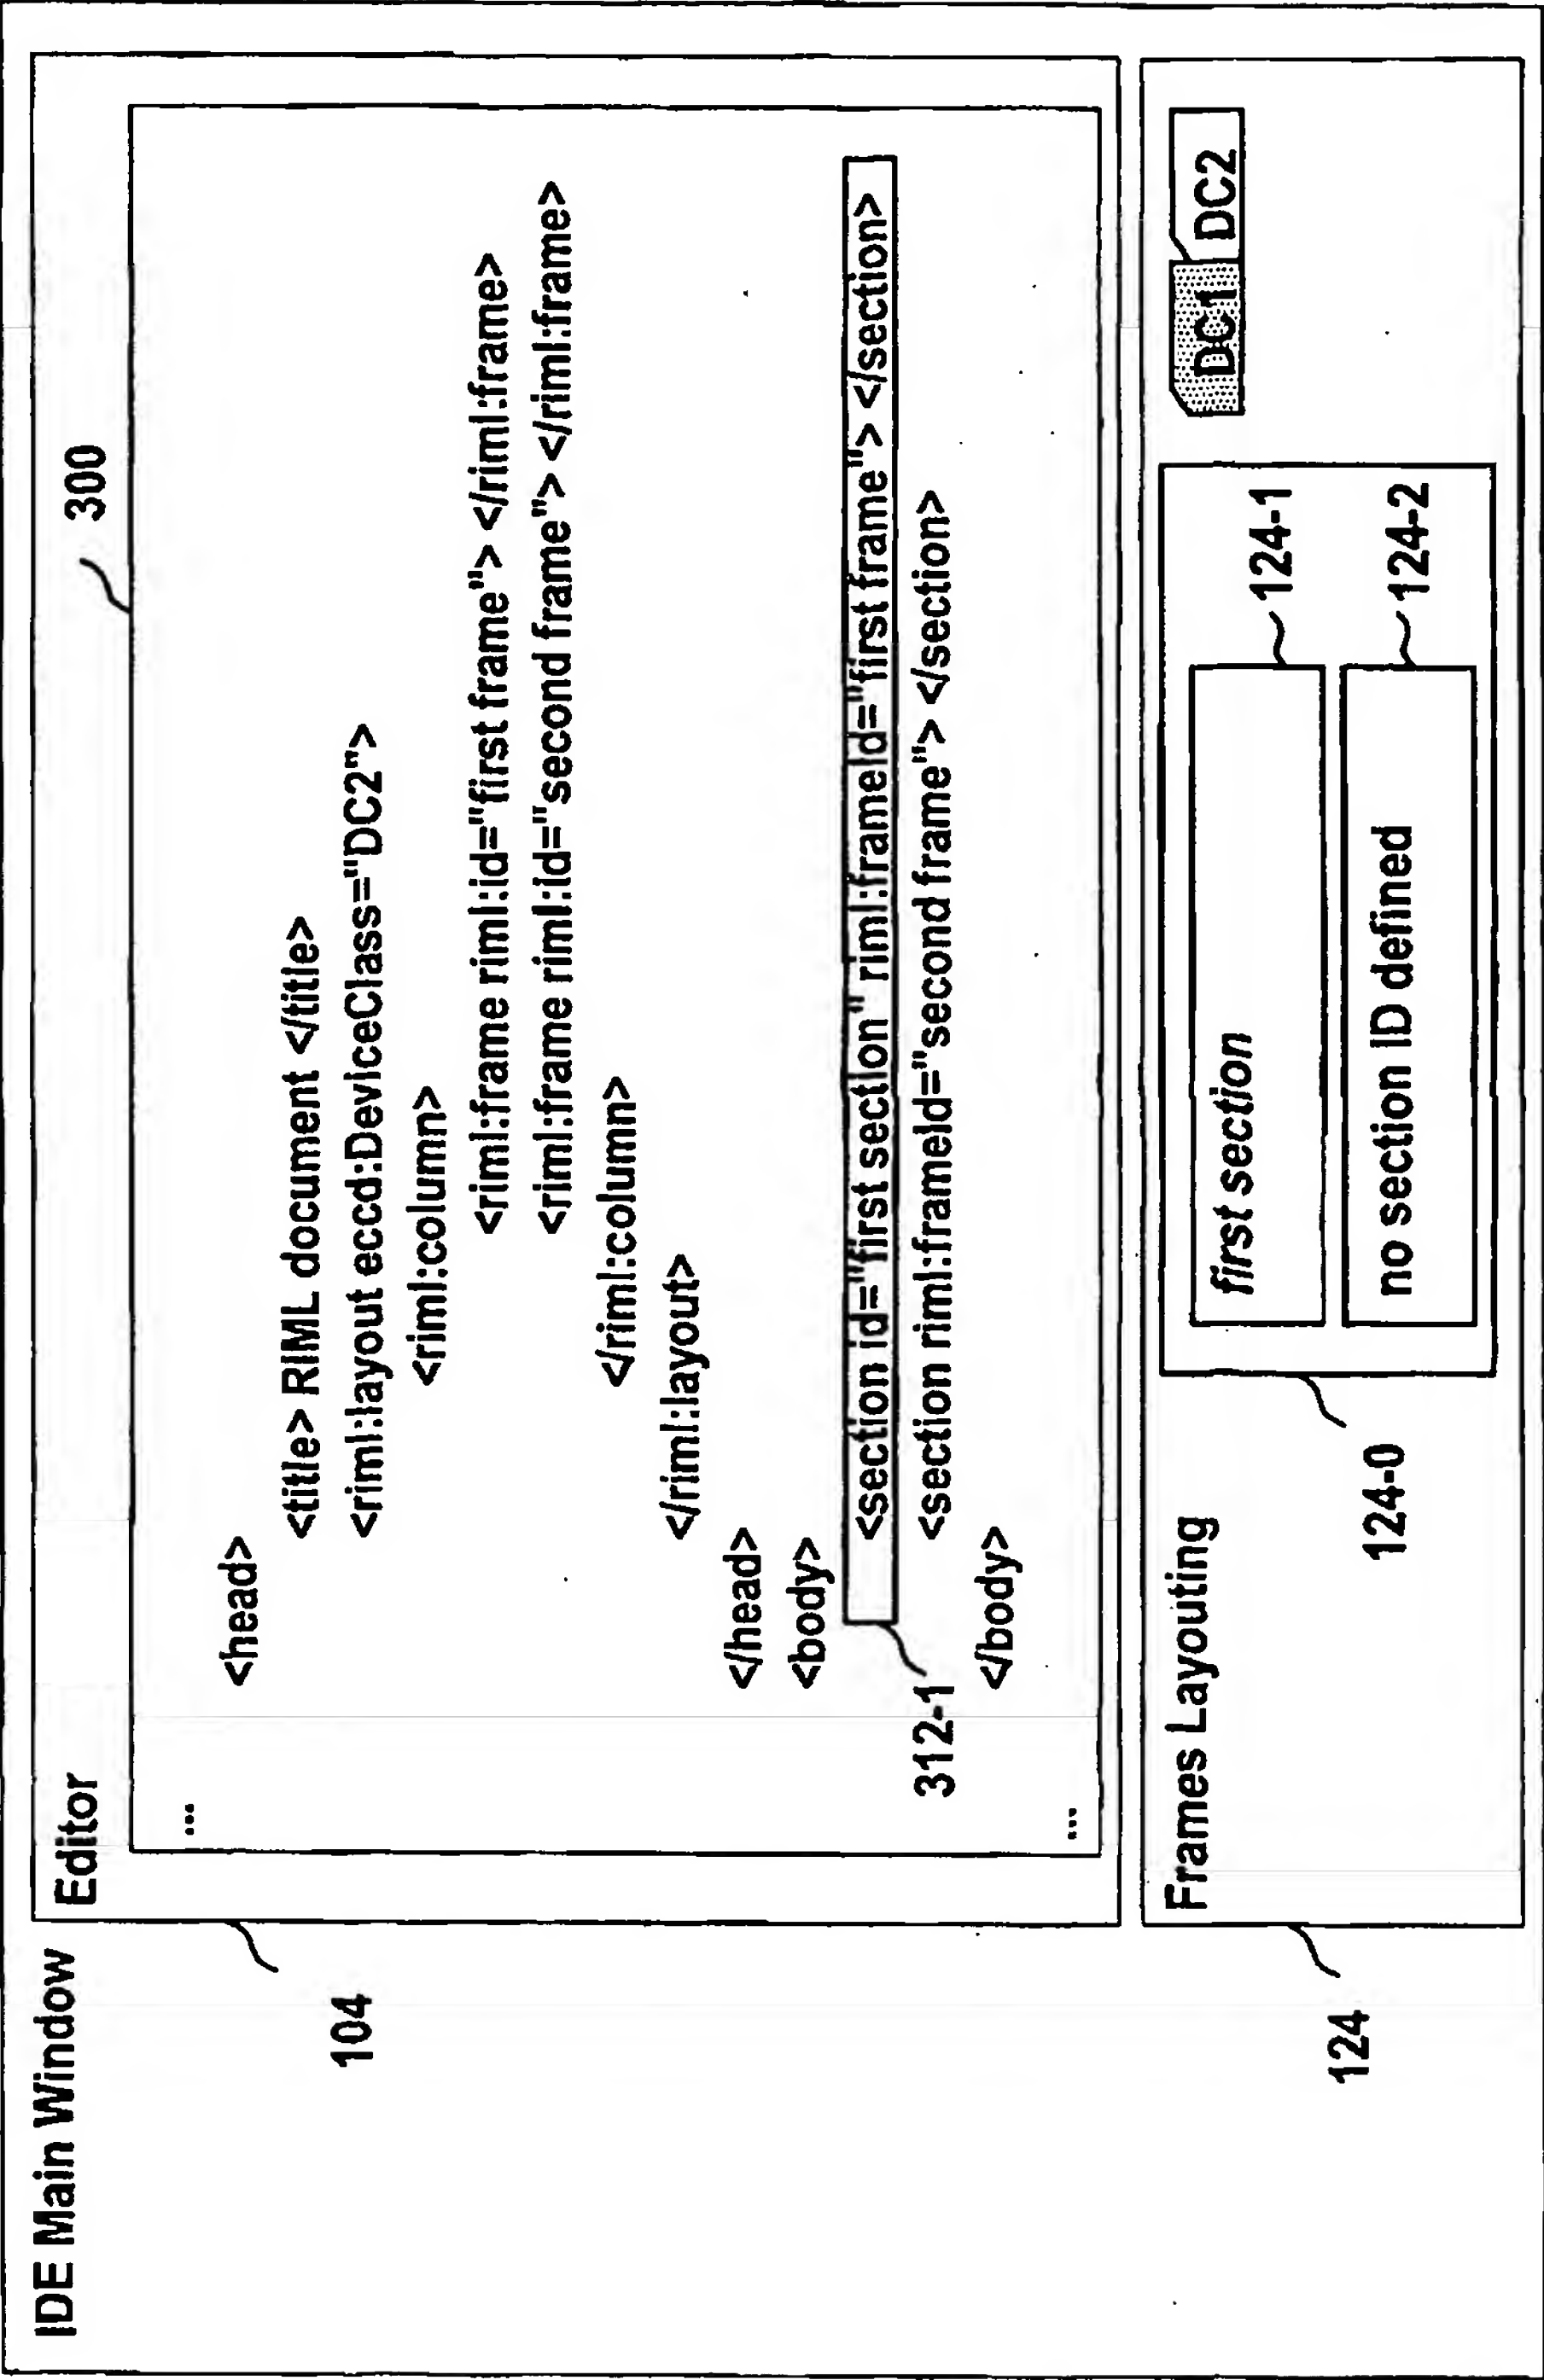 IDE Main Window
Editor
300
104
...
<head>
<title> RIML document </title>
<riml:layout eccd:DeviceClass="DC2">
<riml:column>
<riml:frame riml:id="first frame"> </riml:frame>
<riml:frame riml:id="second frame"> </riml:frame>
</riml:column>
</riml:layout>
</head>
<body>
<section id="first section" riml:frameId="first frame"> </section>
312-1
<section riml:frameId="second frame"> </section>
</body>
...
Frames Layouting
DC1 DC2
124
124-0
first section
124-1
no section ID defined
124-2